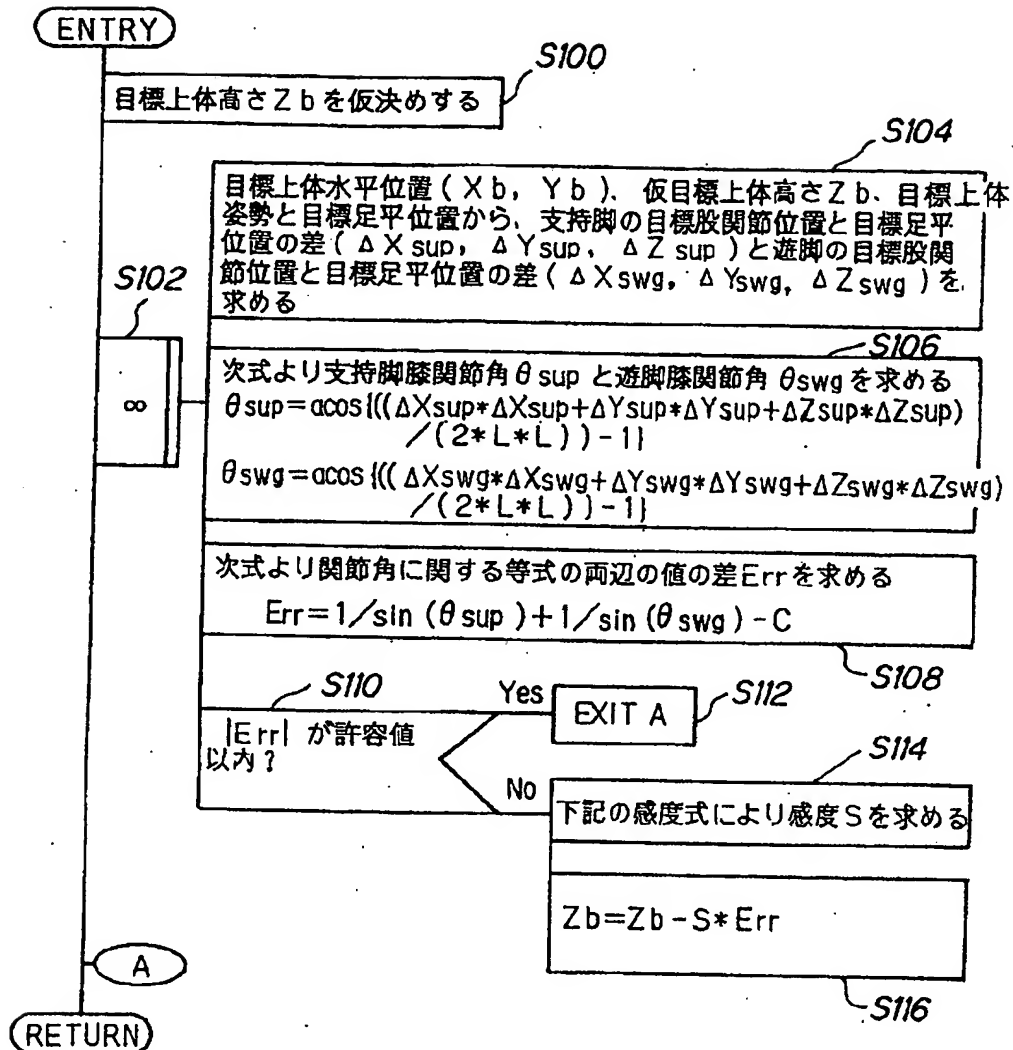 ENTRY
S100
目標上体高さZbを仮決めする
S104
目標上体水平位置(Xb, Yb)、仮目標上体高さZb、目標上体
姿勢と目標足平位置から、支持脚の目標股関節位置と目標足平
位置の差(ΔXsup, ΔYsup, ΔZsup)と遊脚の目標股関
節位置と目標足平位置の差(ΔXswg, ΔYswg, ΔZswg)を
求める
S102
∞
S106
次式より支持脚膝関節角θsupと遊脚膝関節角θswgを求める
θsup=acos{((ΔXsup*ΔXsup+ΔYsup*ΔYsup+ΔZsup*ΔZsup)
/(2*L*L))-1}
θswg=acos{((ΔXswg*ΔXswg+ΔYswg*ΔYswg+ΔZswg*ΔZswg)
/(2*L*L))-1}
次式より関節角に関する等式の両辺の値の差Errを求める
Err=1/sin(θsup)+1/sin(θswg)-C
S108
S110
|Err|が許容値
以内?
Yes
EXIT A
S112
No
S114
下記の感度式により感度Sを求める
Zb=Zb-S*Err
S116
A
RETURN